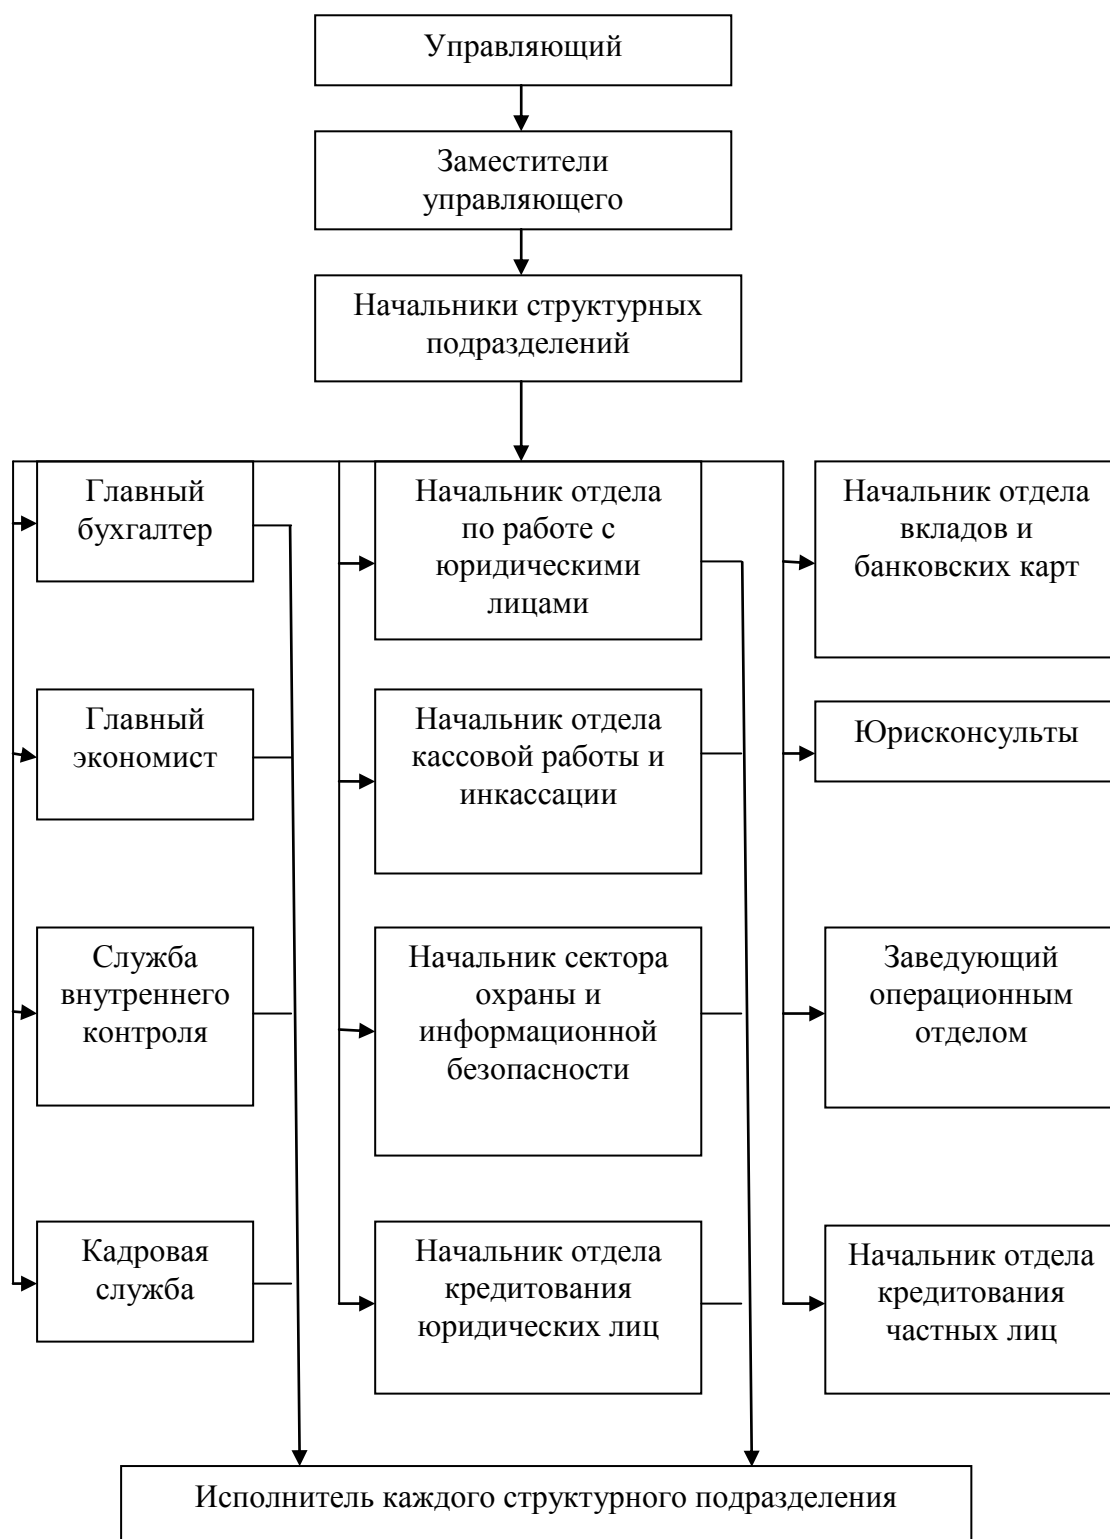 Управляющий
Заместители
управляющего
Начальники структурных
подразделений
Главный
бухгалтер
Начальник отдела
по работе с
юридическими
лицами
Начальник отдела
вкладов и
банковских карт
Главный
экономист
Начальник отдела
кассовой работы и
инкассации
Юрисконсульты
Служба
внутреннего
контроля
Начальник сектора
охраны и
информационной
безопасности
Заведующий
операционным
отделом
Кадровая
служба
Начальник отдела
кредитования
юридических лиц
Начальник отдела
кредитования
частных лиц
Исполнитель каждого структурного подразделения